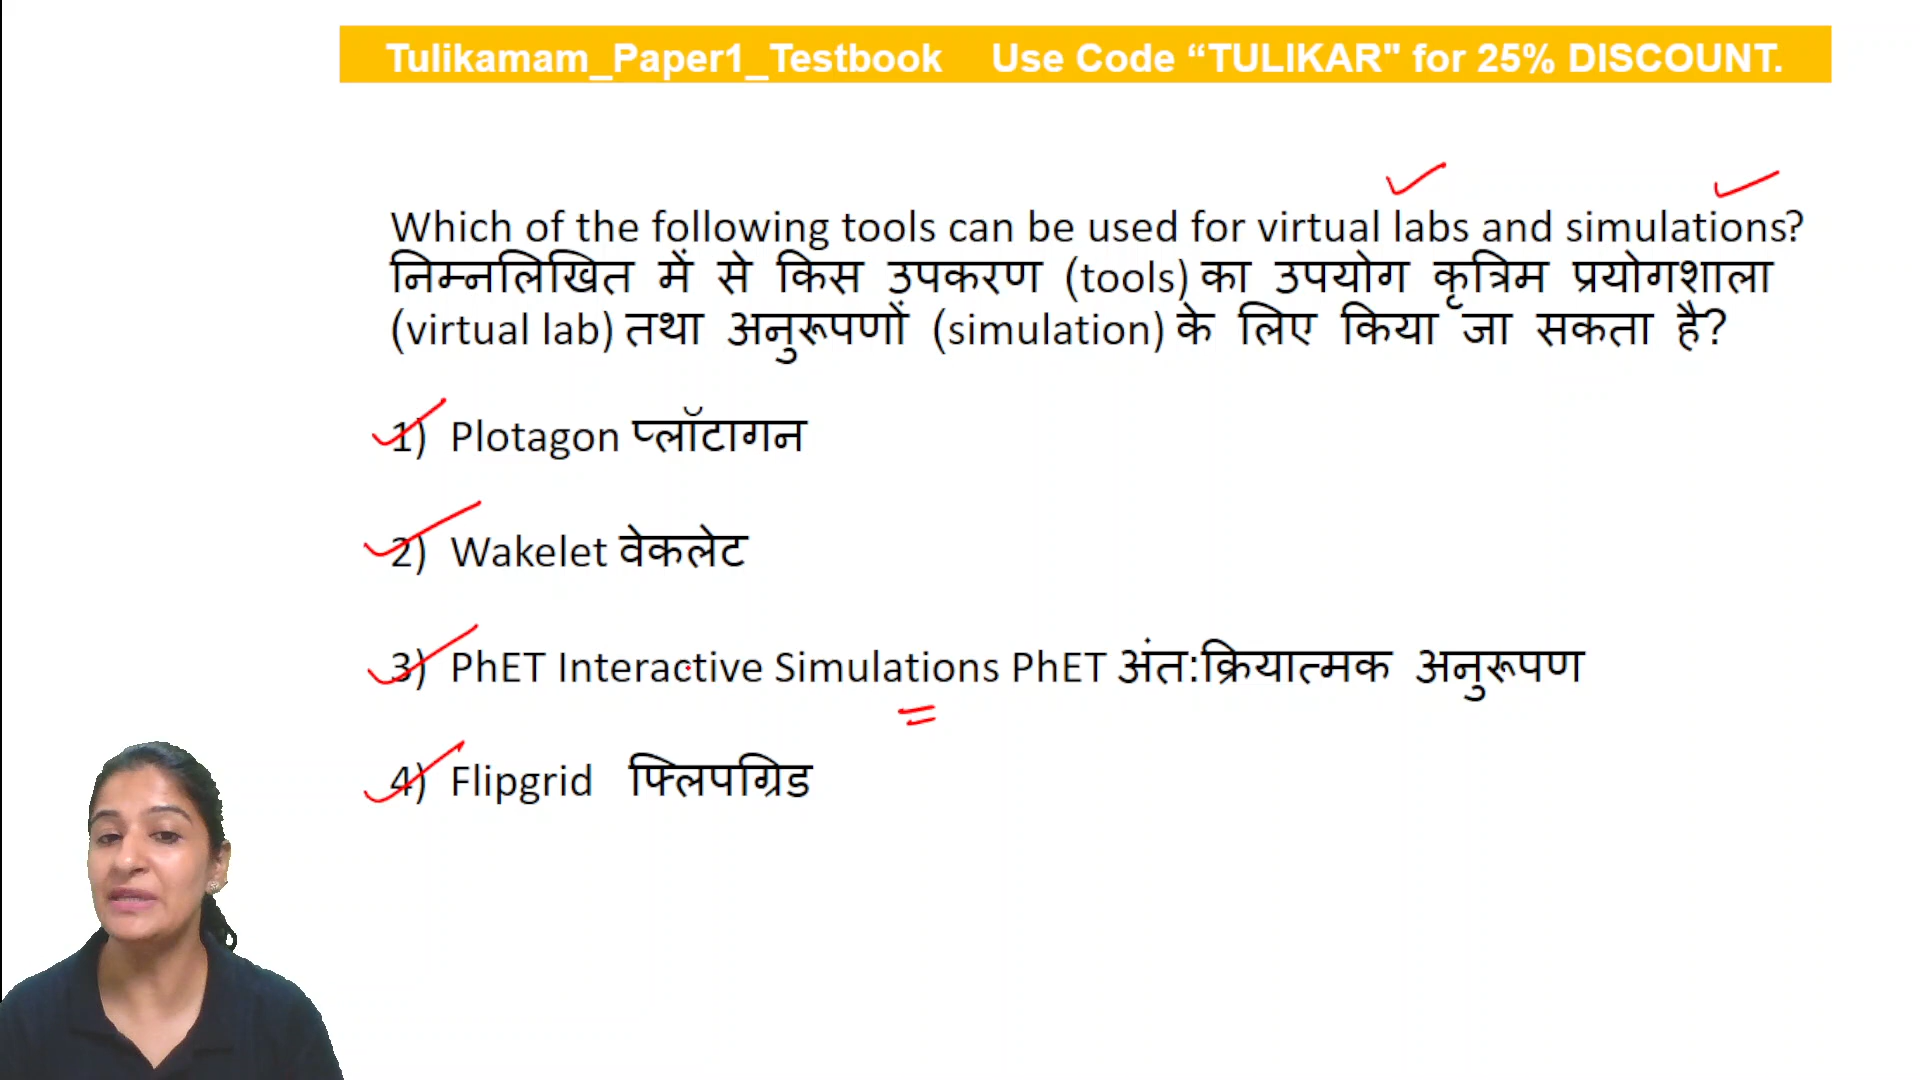 Tulikamam_Paper1_Testbook Use Code “TULIKAR" for 25% DISCOUNT.
Which of the following tools can be used for virtual labs and simulations?
निम्नलिखित में से किस उपकरण (tools) का उपयोग कृत्रिम प्रयोगशाला
(virtual lab) तथा अनुरूपणों (simulation) के लिए किया जा सकता है?
1) Plotagon प्लॉटागन
2) Wakelet वेकलेट
3) PhET Interactive Simulations PhET अंत:क्रियात्मक अनुरूपण
4) Flipgrid फ्लिपग्रिड